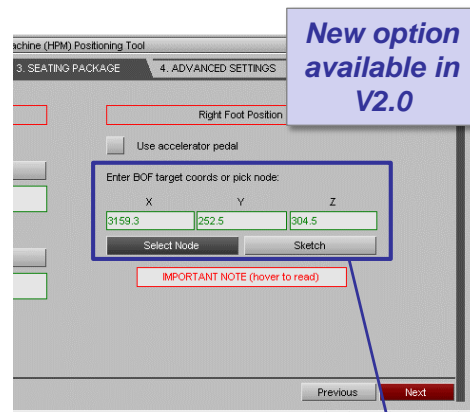 New option
available in
V2.0
achine (HPM) Positioning Tool
3. SEATING PACKAGE
4. ADVANCED SETTINGS
Right Foot Position
Use accelerator pedal
Enter BOF target coords or pick node:
X Y Z
3159.3 252.5 304.5
Select Node Sketch
IMPORTANT NOTE (hover to read)
Previous Next